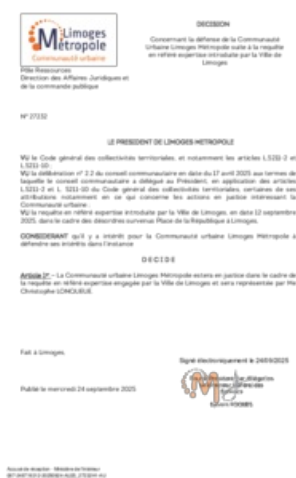 Limoges
Métropole
Communauté urbaine
DECISION
Concernant la défense de la Communauté
Urbaine Limoges Métropole suite à la requête
en référé expertise introduite par la Ville de
Limoges
Pôle Ressources
Direction des Affaires Juridiques et
de la commande publique
N° 27232
LE PRESIDENT DE LIMOGES METROPOLE
VU le Code général des collectivités territoriales, et notamment les articles L.5211-2 et
L.5211-10 ;
VU la délibération n° 2.2 du conseil communautaire en date du 17 avril 2025 aux termes de
laquelle le conseil communautaire a délégué au Président, en application des articles
L.5211-2 et L. 5211-10 du Code général des collectivités territoriales, certaines de ses
attributions notamment en ce qui concerne les actions en justice intéressant la
Communauté urbaine ;
VU la requête en référé expertise introduite par la Ville de Limoges, en date 12 septembre
2025, dans le cadre des désordres survenus Place de la République à Limoges,
CONSIDERANT qu'il y a intérêt pour la Communauté urbaine Limoges Métropole à
défendre ses intérêts dans l'instance
DECIDE
Article 1er – La Communauté urbaine Limoges Métropole estera en justice dans le cadre de
la requête en référé expertise engagée par la Ville de Limoges et sera représentée par Me
Christophe
Fait à Limoges,
Signé électroniquement le 24/09/2025
Publié le mercredi 24 septembre 2025
Accusé de réception - Ministère de l'Intérieur